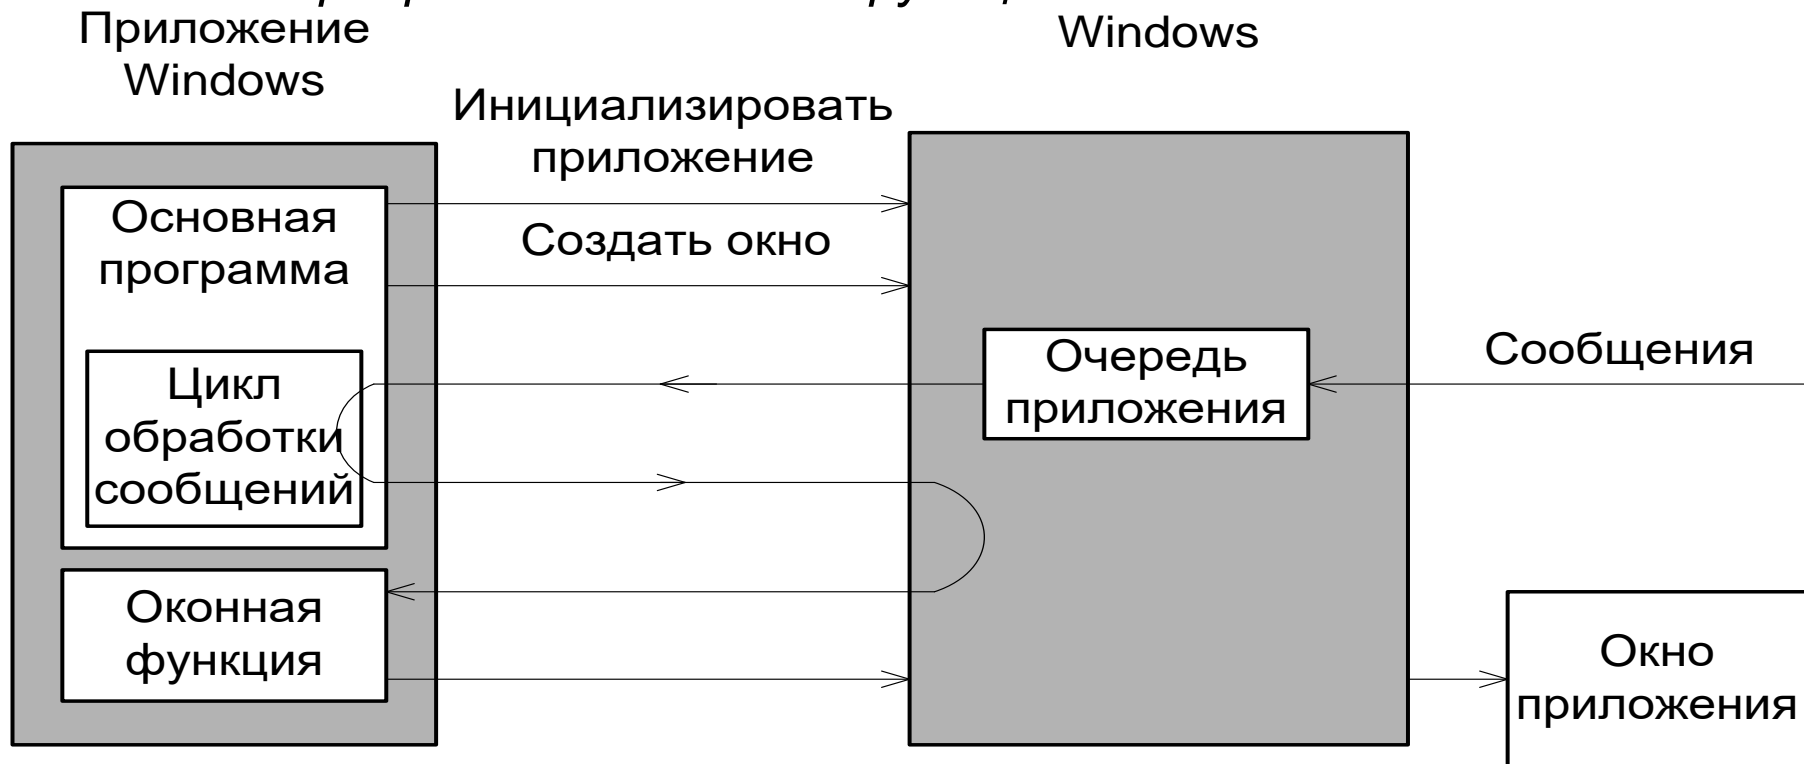 Приложение
Windows
Windows
Инициализировать
приложение
Основная
программа
Создать окно
Цикл
обработки
сообщений
Очередь
приложения
Сообщения
Оконная
функция
Окно
приложения